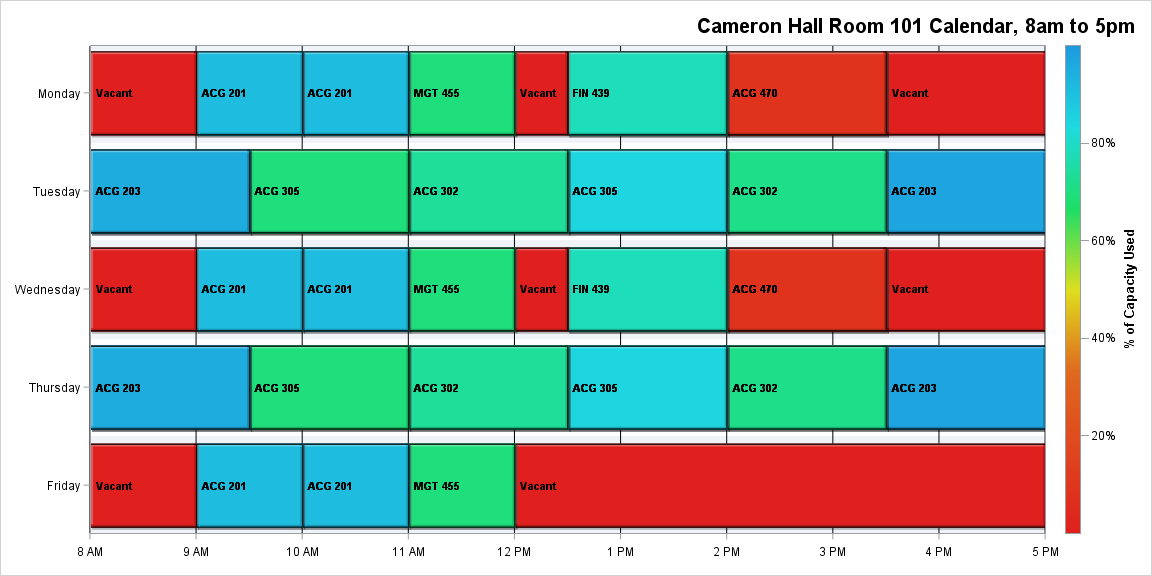 Cameron Hall Room 101 Calendar, 8am to 5pm
Monday
Vacant
ACG 201
ACG 201
MGT 455
Vacant
FIN 439
ACG 470
Vacant
Tuesday
ACG 203
ACG 305
ACG 302
ACG 305
ACG 302
ACG 203
Wednesday
Vacant
ACG 201
ACG 201
MGT 455
Vacant
FIN 439
ACG 470
Vacant
Thursday
ACG 203
ACG 305
ACG 302
ACG 305
ACG 302
ACG 203
Friday
Vacant
ACG 201
ACG 201
MGT 455
Vacant
8 AM
9 AM
10 AM
11 AM
12 PM
1 PM
2 PM
3 PM
4 PM
5 PM
80%
60%
40%
20%
% of Capacity Used